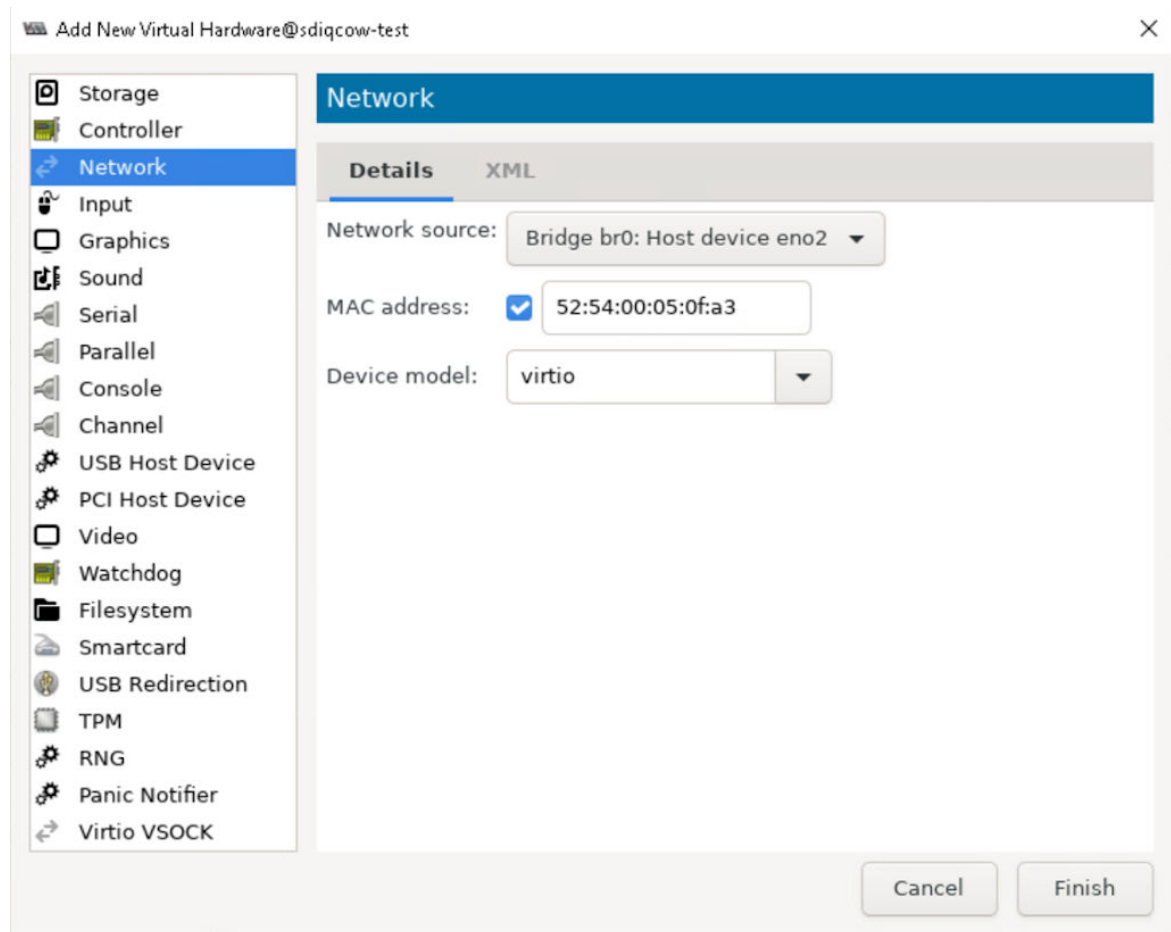 Add New Virtual Hardware@sdiqcow-test
Storage
Controller
Network
Input
Graphics
Sound
Serial
Parallel
Console
Channel
USB Host Device
PCI Host Device
Video
Watchdog
Filesystem
Smartcard
USB Redirection
TPM
RNG
Panic Notifier
Virtio VSOCK
Network
Details XML
Network source: Bridge br0: Host device eno2
MAC address: 52:54:00:05:0f:a3
Device model: virtio
Cancel Finish